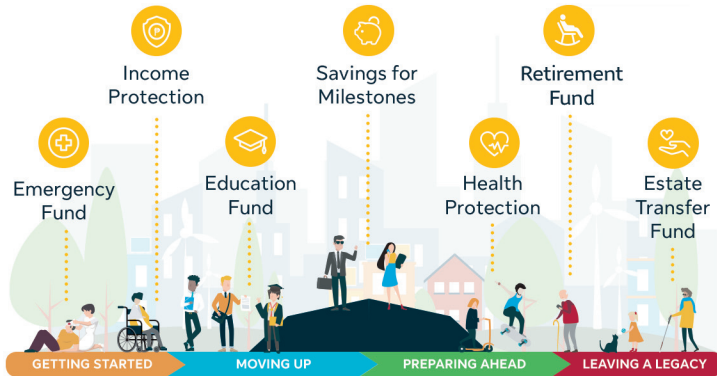 Income
Protection
Savings for
Milestones
Retirement
Fund
Emergency
Fund
Education
Fund
Health
Protection
Estate
Transfer
Fund
P
GETTING STARTED
MOVING UP
PREPARING AHEAD
LEAVING A LEGACY